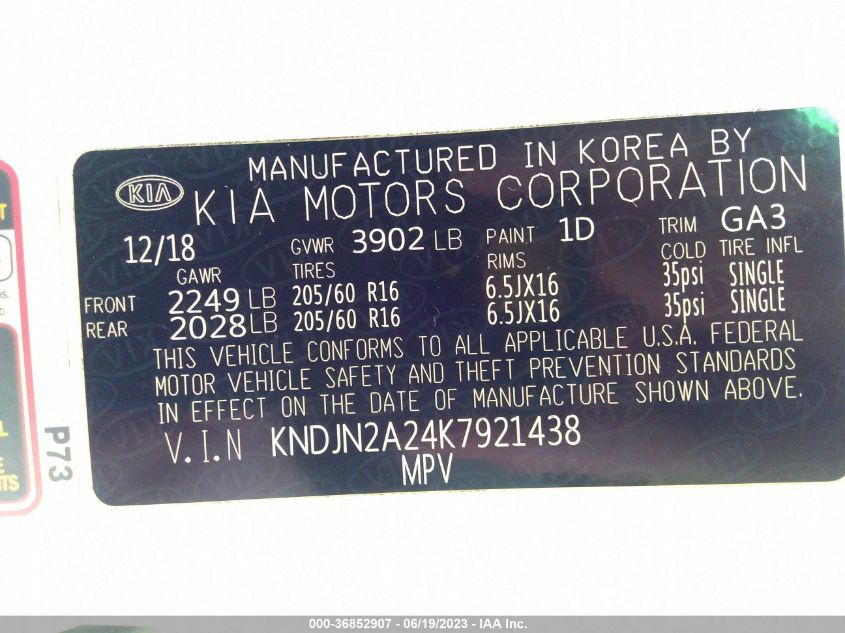 MANUFACTURED IN KOREA BY
KIA KIA MOTORS CORPORATION
12/18 GVWR 3902 LB PAINT 1D TRIM GA3
GAWR TIRES RIMS COLD TIRE INFL
FRONT 2249 LB 205/60 R16 6.5JX16 35psi SINGLE
REAR 2028 LB 205/60 R16 6.5JX16 35psi SINGLE
THIS VEHICLE CONFORMS TO ALL APPLICABLE U.S.A. FEDERAL
MOTOR VEHICLE SAFETY AND THEFT PREVENTION STANDARDS
IN EFFECT ON THE DATE OF MANUFACTURE SHOWN ABOVE.
V.I.N KNDJN2A24K7921438
MPV
P73
000-36852907 - 06/19/2023 - IAA Inc.